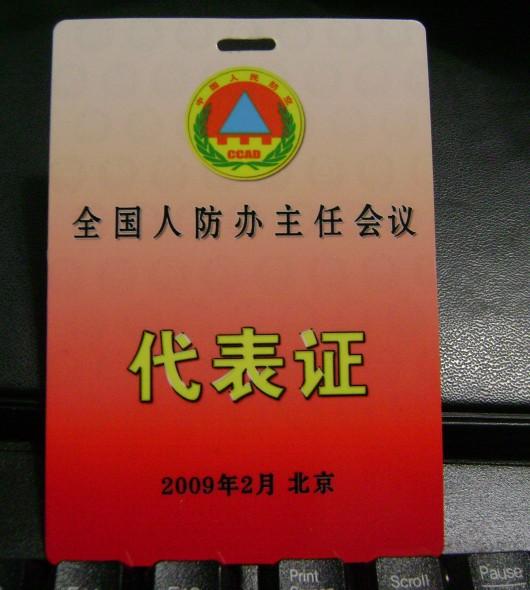 中国人民防空
CCAD
全国人防办主任会议
代表证
2009年2月 北京
Print
Scroll
Pause